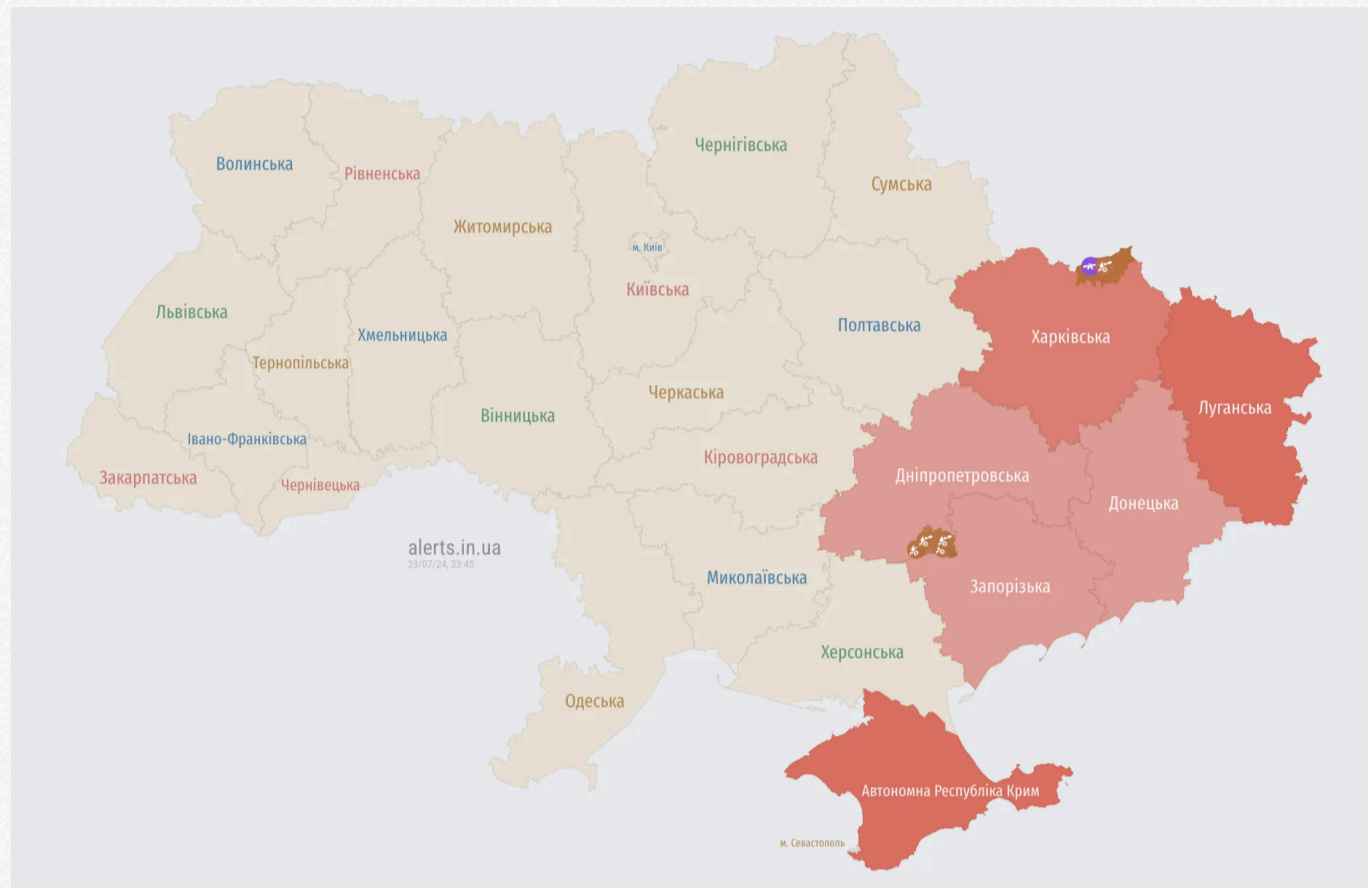 Чернігівська
Волинська
Рівненська
Сумська
Житомирська
м. Київ
Київська
Львівська
Полтавська
Хмельницька
Харківська
Тернопільська
Черкаська
Луганська
Вінницька
Івано-Франківська
Кіровоградська
Дніпропетровська
Закарпатська
Чернівецька
Донецька
alerts.in.ua
23/07/24, 23:45
Миколаївська
Запорізька
Херсонська
Одеська
Автономна Республіка Крим
м. Севастополь